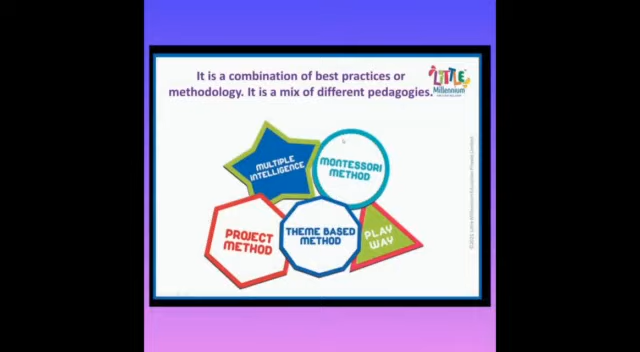 It is a combination of best practices or
methodology. It is a mix of different pedagogies.
LITTLE
Millennium
MULTIPLE
INTELLIGENCE
MONTESSORI
METHOD
PROJECT
METHOD
THEME BASED
METHOD
PLAY
WAY